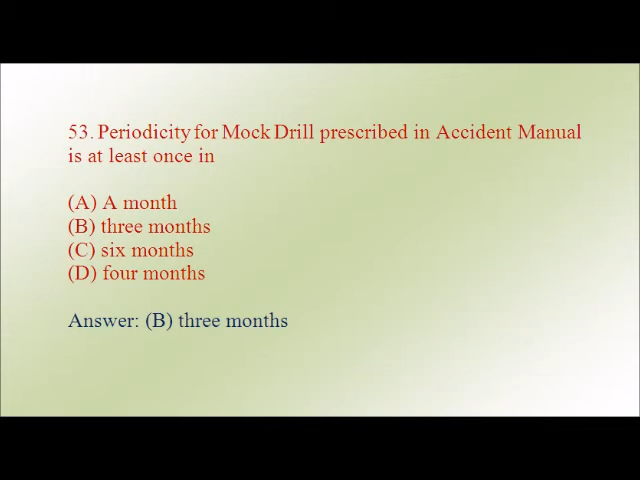 53. Periodicity for Mock Drill prescribed in Accident Manual
is at least once in
(A) A month
(B) three months
(C) six months
(D) four months
Answer: (B) three months